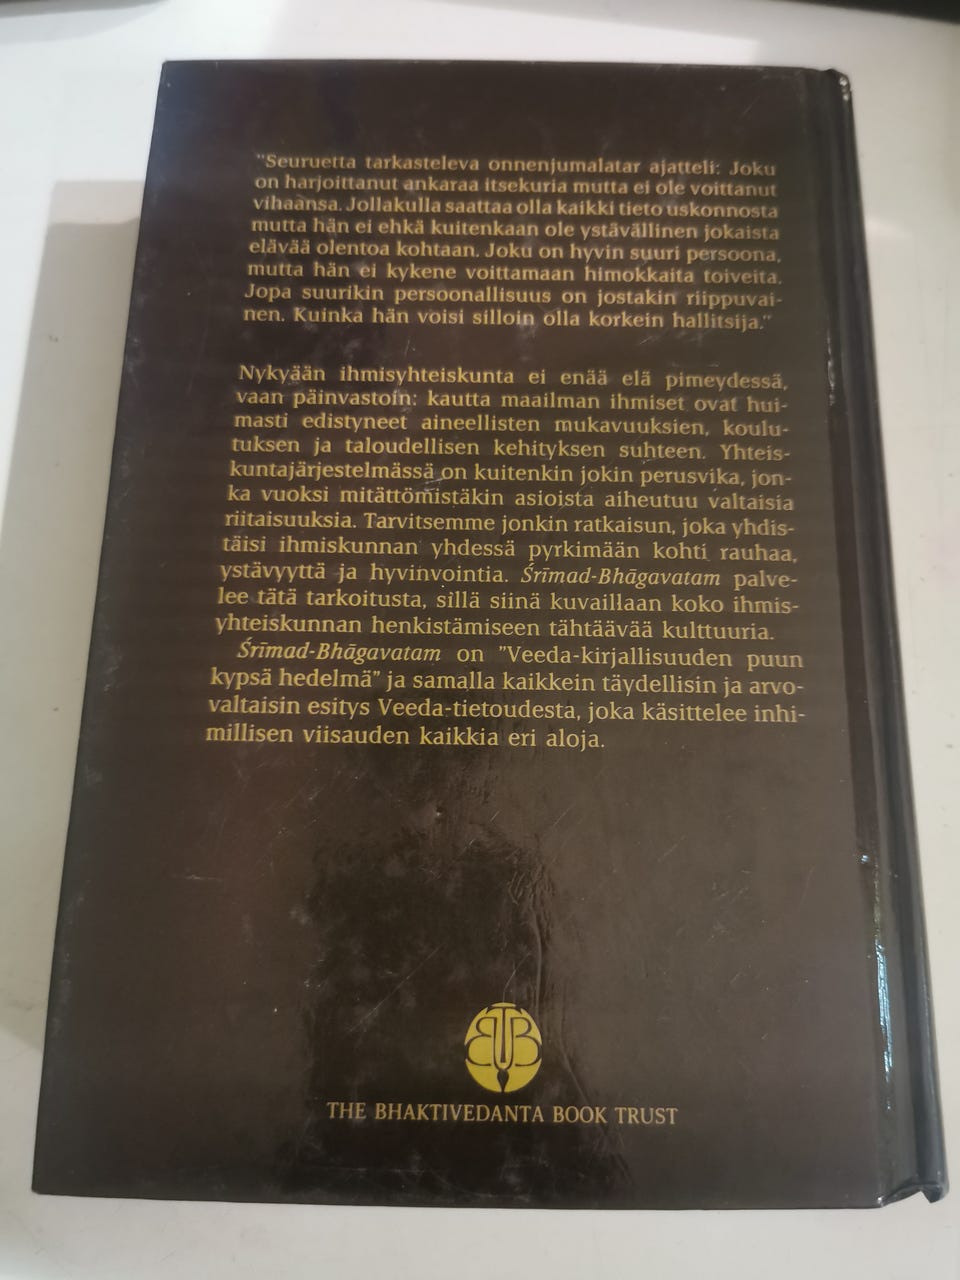 "Seuruetta tarkasteleva onnenjumalatar ajatteli: Joku
on harjoittanut ankaraa itsekuria mutta ei ole voittanut
vihaansa. Jollakulla saattaa olla kaikki tieto uskonnosta
mutta hän ei ehkä kuitenkaan ole ystävällinen jokaista
elävää olentoa kohtaan. Joku on hyvin suuri persoona,
mutta hän ei kykene voittamaan himokkaita toiveita.
Jopa suurikin persoonallisuus on jostakin riippuvai-
nen. Kuinka hän voisi silloin olla korkein hallitsija."
Nykyään ihmisyhteiskunta ei enää elä pimeydessä,
vaan päinvastoin: kautta maailman ihmiset ovat hui-
masti edistyneet aineellisten mukavuuksien, koulu-
tuksen ja taloudellisen kehityksen suhteen. Yhteis-
kuntajärjestelmässä on kuitenkin jokin perusvika, jon-
ka vuoksi mitättömistäkin asioista aiheutuu valtaisia
riitaisuuksia. Tarvitsemme jonkin ratkaisun, joka yhdis-
täisi ihmiskunnan yhdessä pyrkimään kohti rauhaa,
ystävyyttä ja hyvinvointia. Śrīmad-Bhāgavatam palve-
lee tätä tarkoitusta, sillä siinä kuvaillaan koko ihmis-
yhteiskunnan henkistämiseen tähtäävää kulttuuria.
Śrīmad-Bhāgavatam on "Veeda-kirjallisuuden puun
kypsä hedelmä" ja samalla kaikkein täydellisin ja arvo-
valtaisin esitys Veeda-tietoudesta, joka käsittelee inhi-
millisen viisauden kaikkia eri aloja.
BTB
THE BHAKTIVEDANTA BOOK TRUST